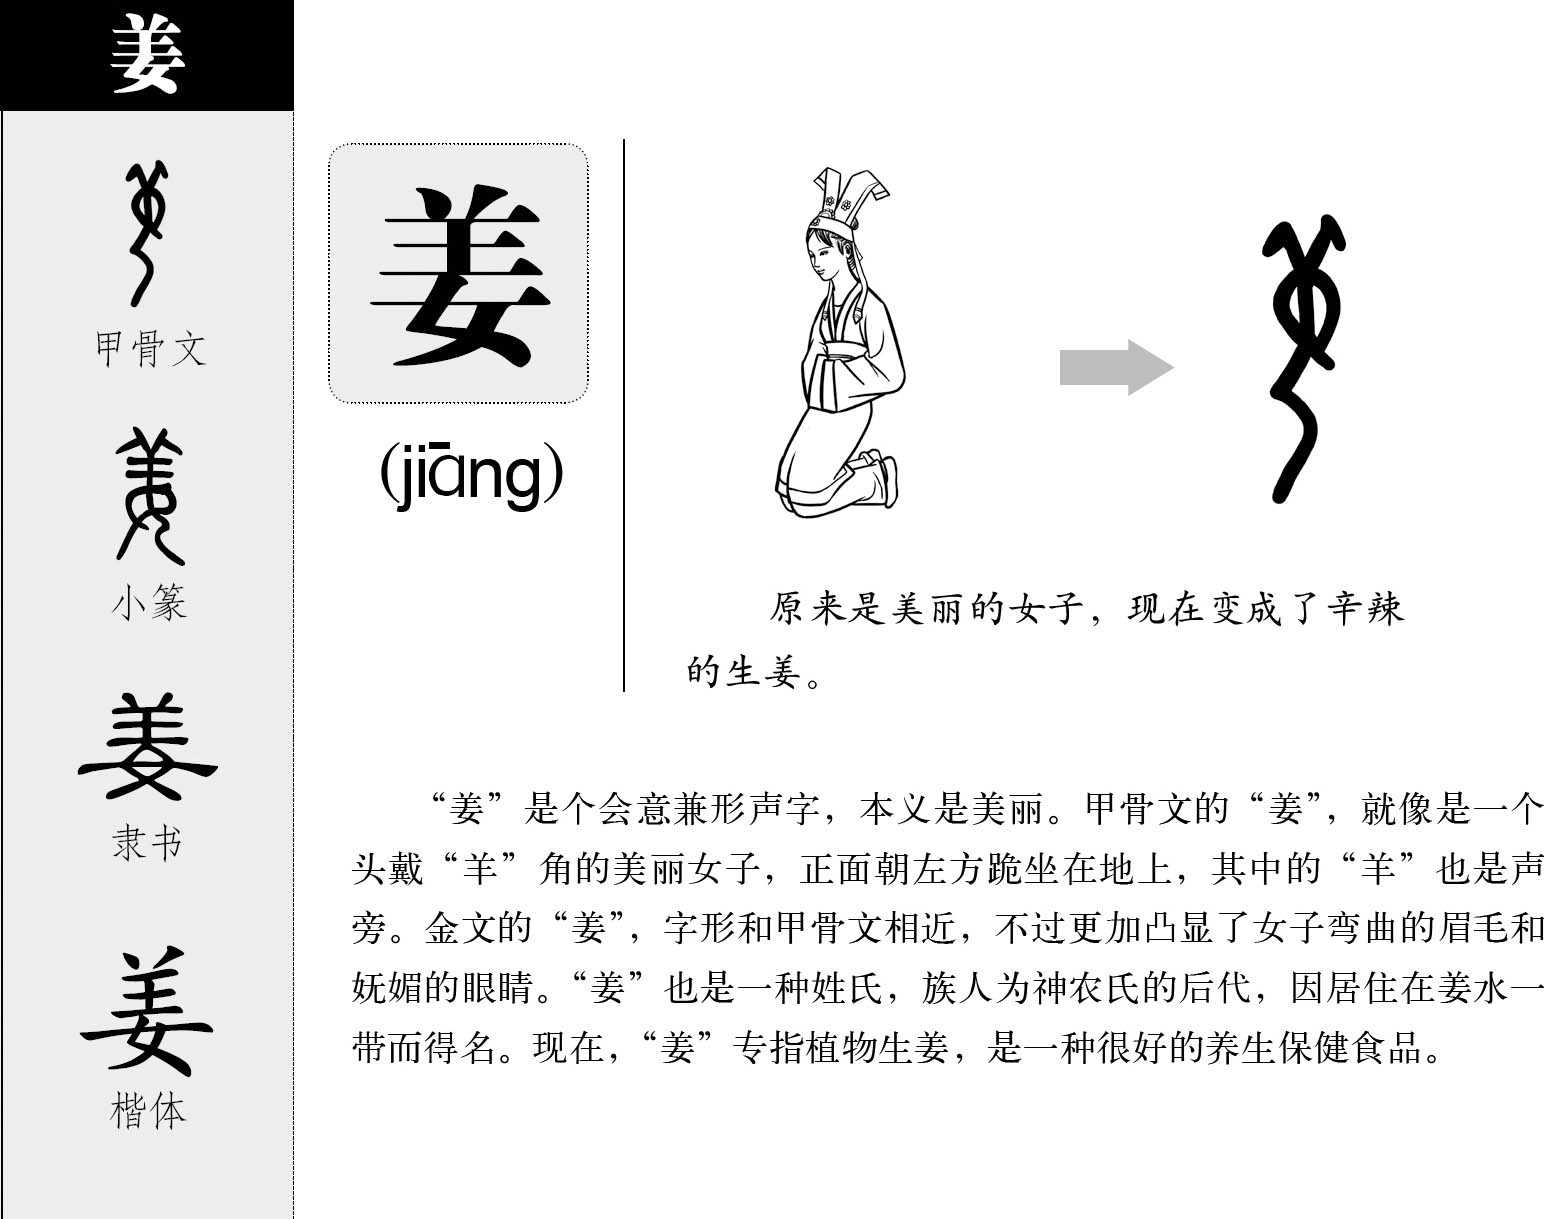 姜
甲骨文
小篆
隶书
楷体
姜
(jiāng)
原来是美丽的女子，现在变成了辛辣
的生姜。
“姜”是个会意兼形声字，本义是美丽。甲骨文的“姜”，就像是一个
头戴“羊”角的美丽女子，正面朝左方跪坐在地上，其中的“羊”也是声
旁。金文的“姜”，字形和甲骨文相近，不过更加凸显了女子弯曲的眉毛和
妩媚的眼睛。“姜”也是一种姓氏，族人为神农氏的后代，因居住在姜水一
带而得名。现在，“姜”专指植物生姜，是一种很好的养生保健食品。